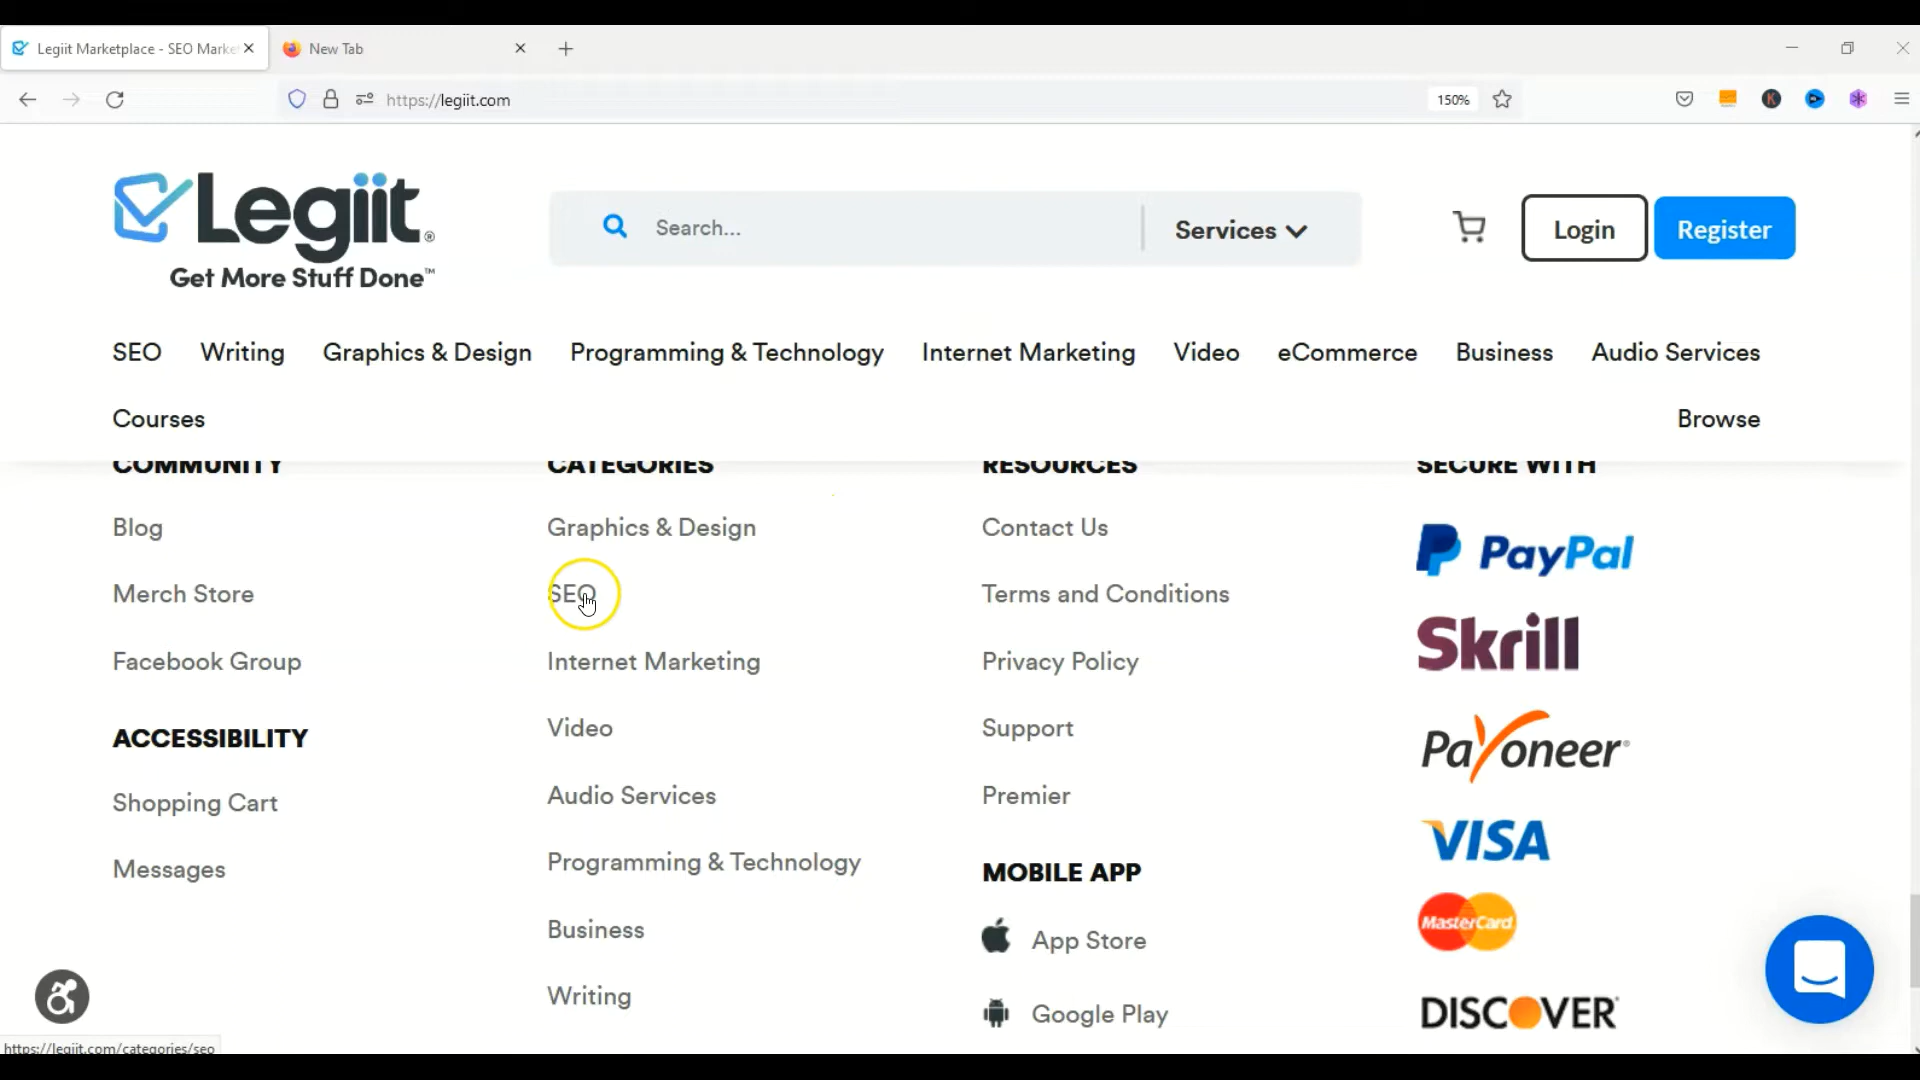 Legiit Marketplace - SEO Marke
New Tab
https://legiit.com
150%
Legiit®
Get More Stuff Done™
Search...
Services
Login
Register
SEO Writing Graphics & Design Programming & Technology Internet Marketing Video eCommerce Business Audio Services
Courses Browse
COMMUNITY
Blog
Merch Store
Facebook Group
ACCESSIBILITY
Shopping Cart
Messages
CATEGORIES
Graphics & Design
SEO
Internet Marketing
Video
Audio Services
Programming & Technology
Business
Writing
RESOURCES
Contact Us
Terms and Conditions
Privacy Policy
Support
Premier
MOBILE APP
App Store
Google Play
SECURE WITH
PayPal
Skrill
Payoneer®
VISA
MasterCard
DISCOVER
https://legiit.com/categories/seo